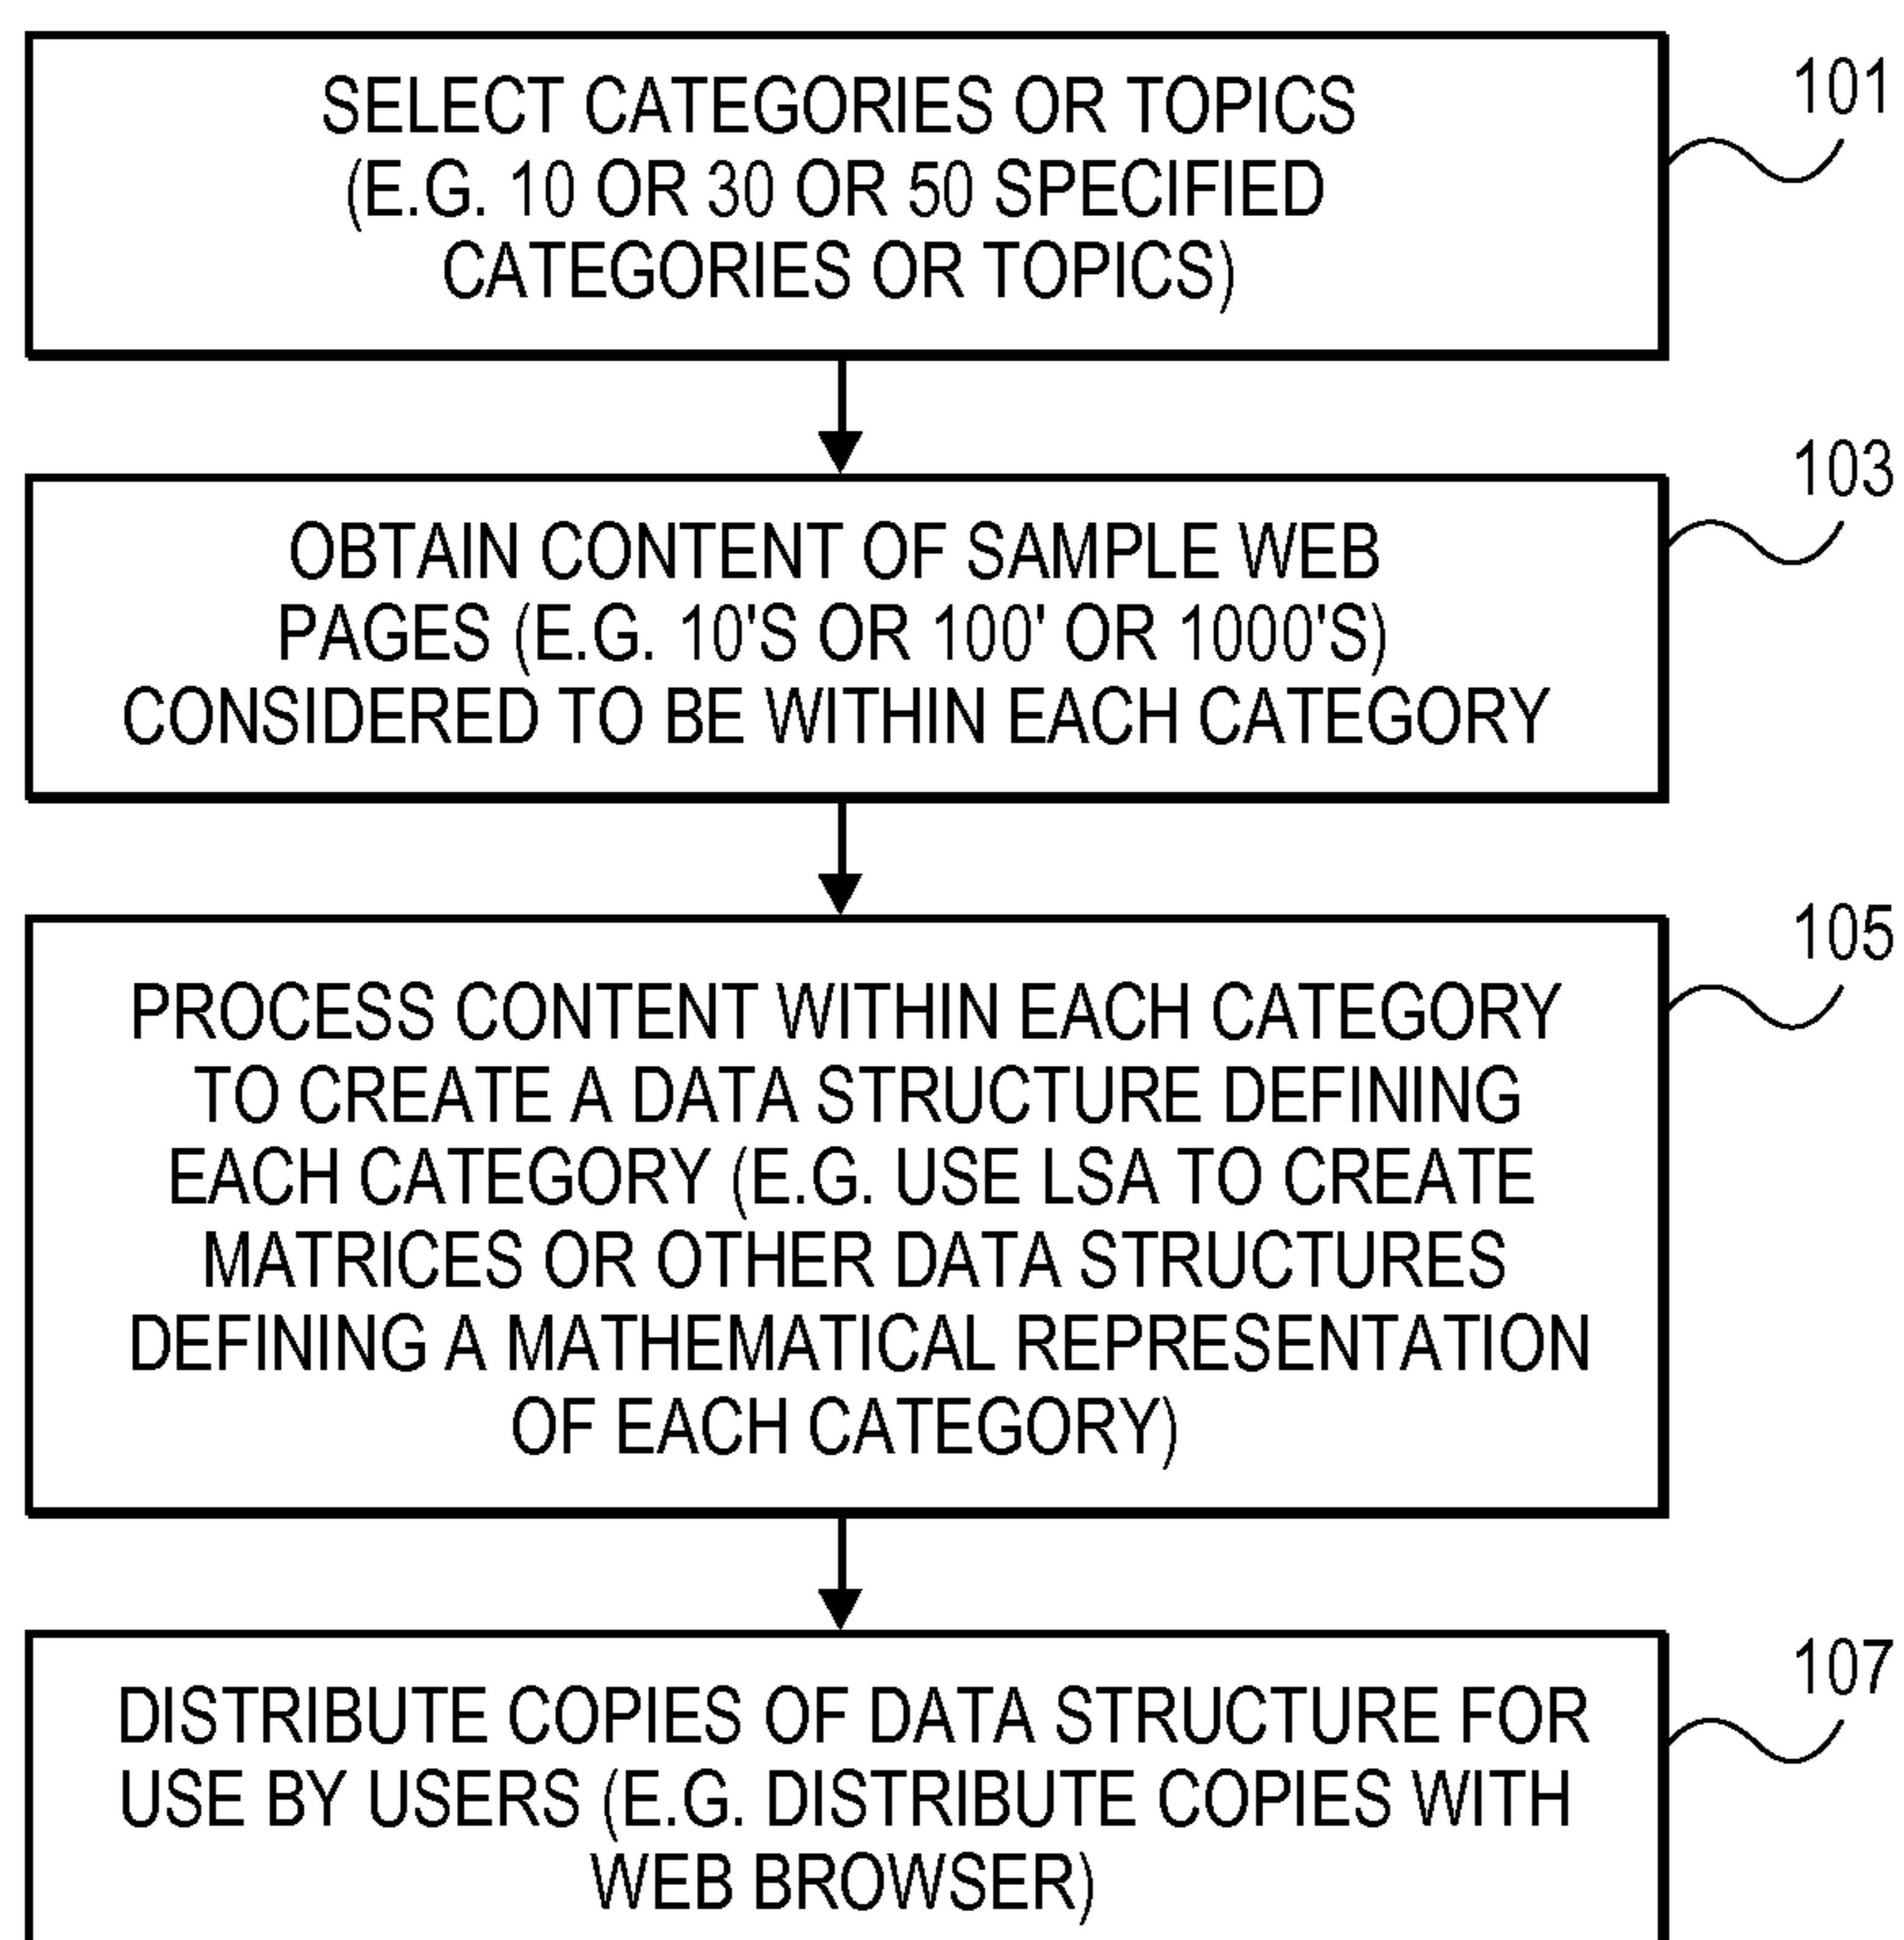 SELECT CATEGORIES OR TOPICS
(E.G. 10 OR 30 OR 50 SPECIFIED
CATEGORIES OR TOPICS)
101
OBTAIN CONTENT OF SAMPLE WEB
PAGES (E.G. 10'S OR 100' OR 1000'S)
CONSIDERED TO BE WITHIN EACH CATEGORY
103
PROCESS CONTENT WITHIN EACH CATEGORY
TO CREATE A DATA STRUCTURE DEFINING
EACH CATEGORY (E.G. USE LSA TO CREATE
MATRICES OR OTHER DATA STRUCTURES
DEFINING A MATHEMATICAL REPRESENTATION
OF EACH CATEGORY)
105
DISTRIBUTE COPIES OF DATA STRUCTURE FOR
USE BY USERS (E.G. DISTRIBUTE COPIES WITH
WEB BROWSER)
107